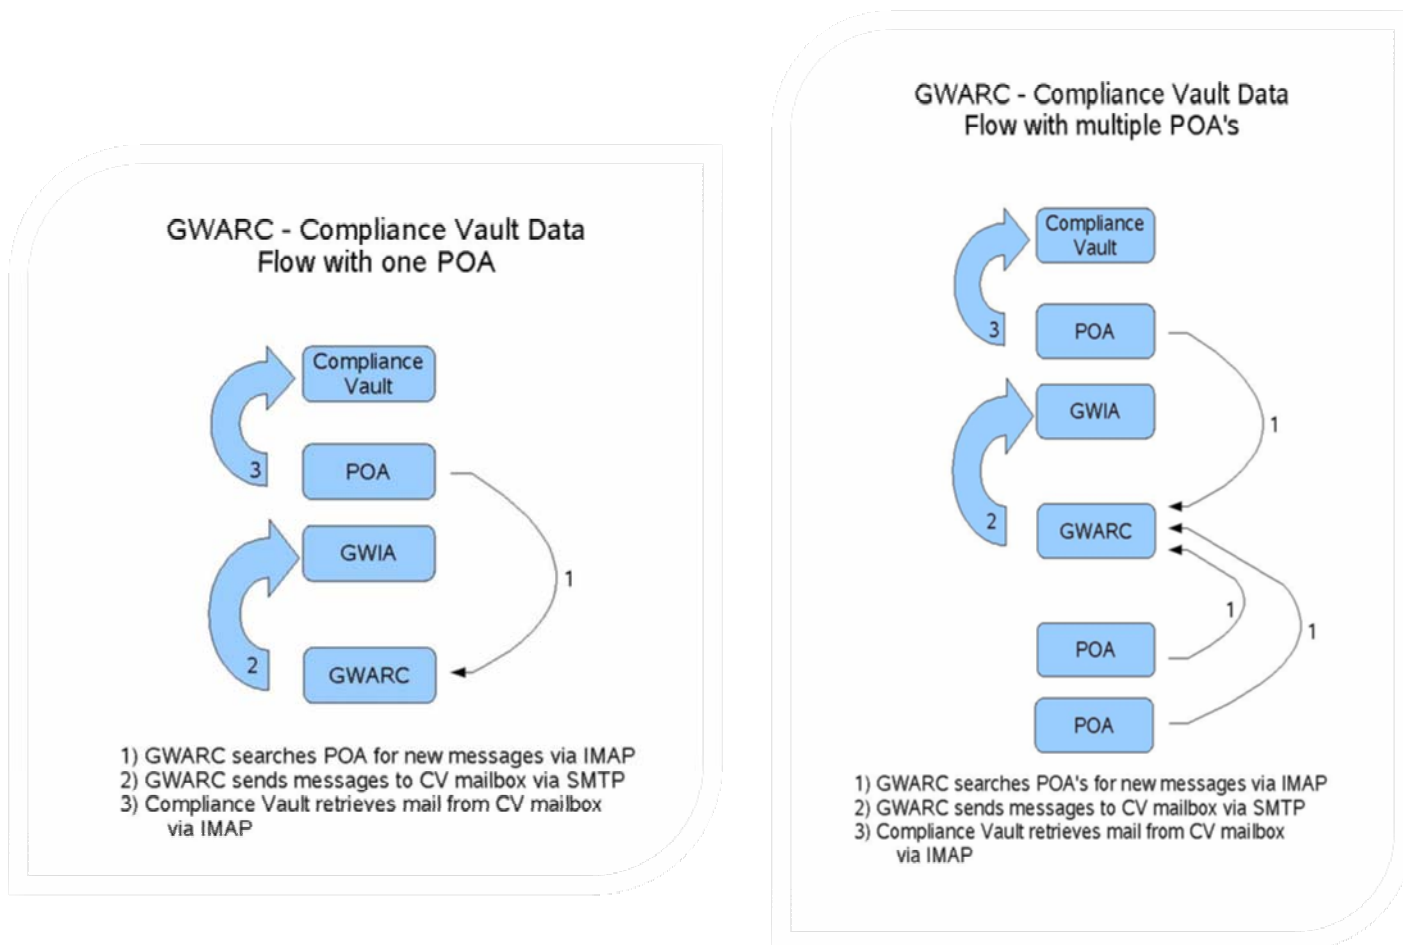 GWARC - Compliance Vault Data
Flow with one POA
Compliance
Vault
3
POA
GWIA
1
2
GWARC
1) GWARC searches POA for new messages via IMAP
2) GWARC sends messages to CV mailbox via SMTP
3) Compliance Vault retrieves mail from CV mailbox
via IMAP
GWARC - Compliance Vault Data
Flow with multiple POA's
Compliance
Vault
3
POA
GWIA
1
2
GWARC
1
1
POA
POA
1) GWARC searches POA's for new messages via IMAP
2) GWARC sends messages to CV mailbox via SMTP
3) Compliance Vault retrieves mail from CV mailbox
via IMAP